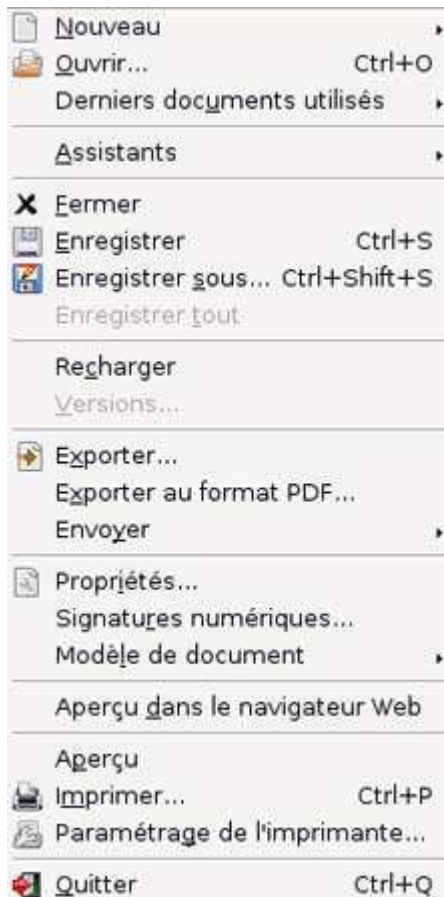 Nouveau
Ouvrir... Ctrl+O
Derniers documents utilisés
Assistants
Fermer
Enregistrer Ctrl+S
Enregistrer sous... Ctrl+Shift+S
Enregistrer tout
Recharger
Versions...
Exporter...
Exporter au format PDF...
Envoyer
Propriétés...
Signatures numériques...
Modèle de document
Aperçu dans le navigateur Web
Aperçu
Imprimer... Ctrl+P
Paramétrage de l'imprimante...
Quitter Ctrl+Q